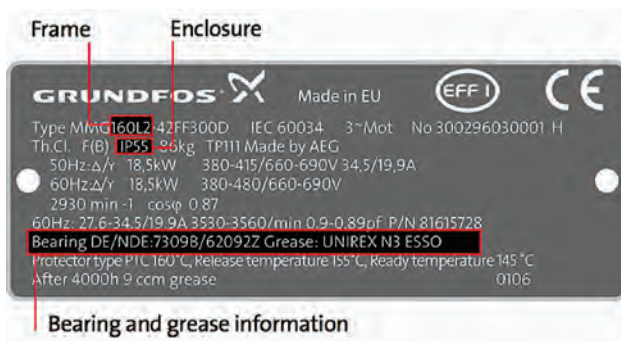 Frame Enclosure
GRUNDFOS Made in EU EFF 1 CE
Type MMG160L2-42FF300D IEC 60034 3~Mot No 300296030001 H
Th.Cl. F(B) IP55 86kg TP111 Made by AEG
50Hz:Δ/Y 18,5kW 380-415/660-690V 34,5/19,9A
60Hz:Δ/Y 18,5kW 380-480/660-690V
2930 min-1 cosφ 0.87
60Hz: 27.6-34.5/19.9A 3530-3560/min 0.9-0.89pf P/N 81615728
Bearing DE/NDE:7309B/62092Z Grease: UNIREX N3 ESSO
Protector type PTC 160°C, Release temperature 155°C, Ready temperature 145 °C
After 4000h 9 ccm grease 0106
Bearing and grease information